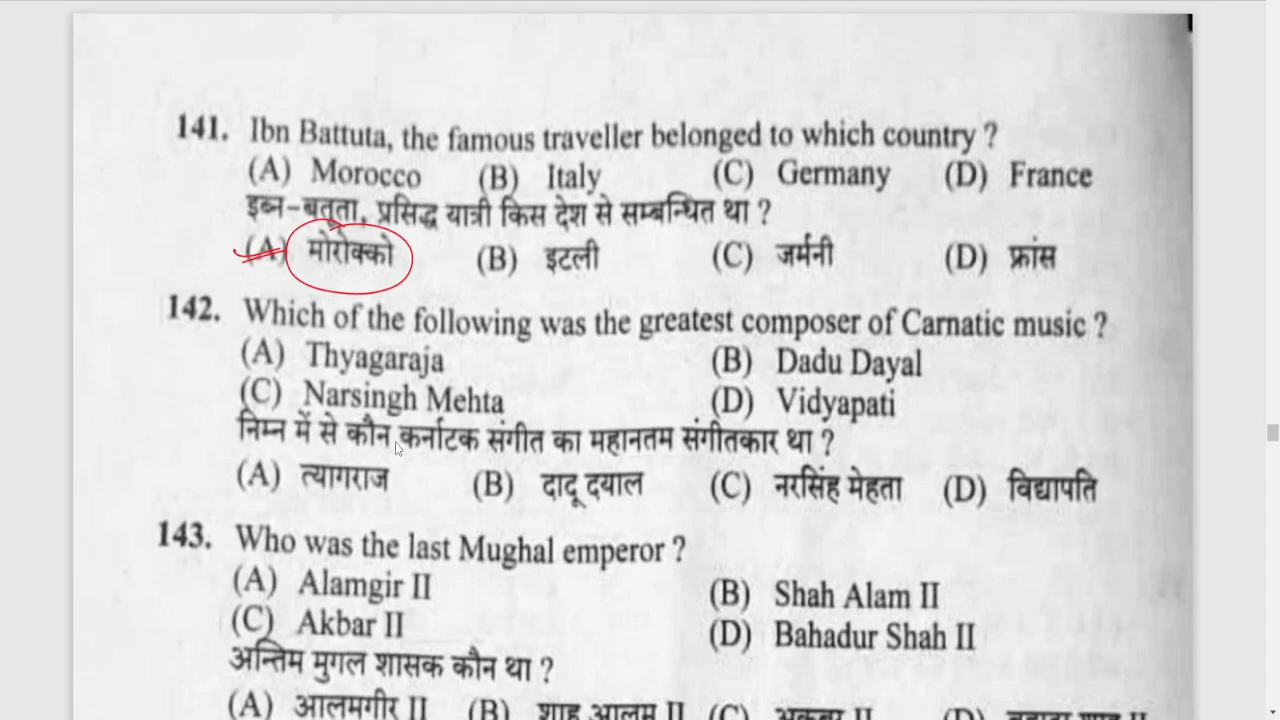 141. Ibn Battuta, the famous traveller belonged to which country ?
(A) Morocco (B) Italy (C) Germany (D) France
इब्न-बतूता, प्रसिद्ध यात्री किस देश से सम्बन्धित था ?
(A) मोरोक्को (B) इटली (C) जर्मनी (D) फ्रांस
142. Which of the following was the greatest composer of Carnatic music ?
(A) Thyagaraja (B) Dadu Dayal
(C) Narsingh Mehta (D) Vidyapati
निम्न में से कौन कर्नाटक संगीत का महानतम संगीतकार था ?
(A) त्यागराज (B) दादू दयाल (C) नरसिंह मेहता (D) विद्यापति
143. Who was the last Mughal emperor ?
(A) Alamgir II (B) Shah Alam II
(C) Akbar II (D) Bahadur Shah II
अन्तिम मुगल शासक कौन था ?
(A) आलमगीर II (B) शाह आलम II (C) अकबर II (D)